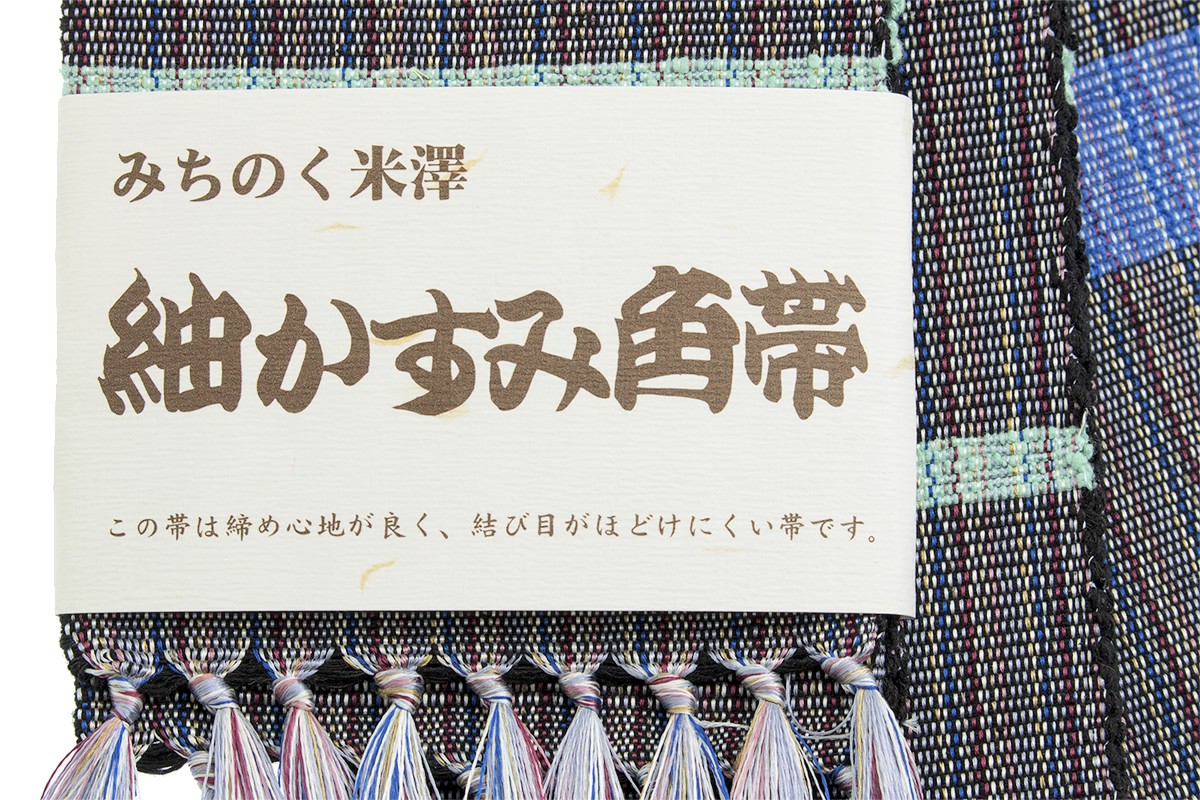 みちのく米澤
紬かすみ角帯
この帯は締め心地が良く、結び目がほどけにくい帯です。